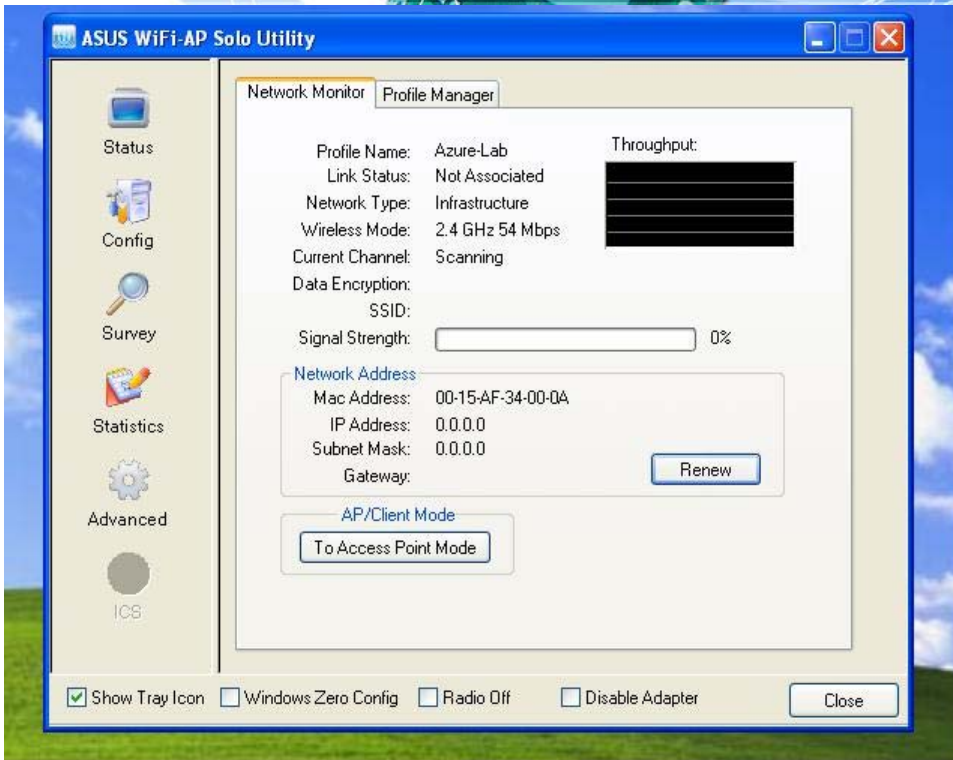 ASUS WiFi-AP Solo Utility
Status
Config
Survey
Statistics
Advanced
ICS
Network Monitor
Profile Manager
Profile Name: Azure-Lab
Throughput:
Link Status: Not Associated
Network Type: Infrastructure
Wireless Mode: 2.4 GHz 54 Mbps
Current Channel: Scanning
Data Encryption:
SSID:
Signal Strength: 0%
Network Address
Mac Address: 00-15-AF-34-00-0A
IP Address: 0.0.0.0
Subnet Mask: 0.0.0.0
Gateway:
Renew
AP/Client Mode
To Access Point Mode
Show Tray Icon Windows Zero Config Radio Off Disable Adapter Close